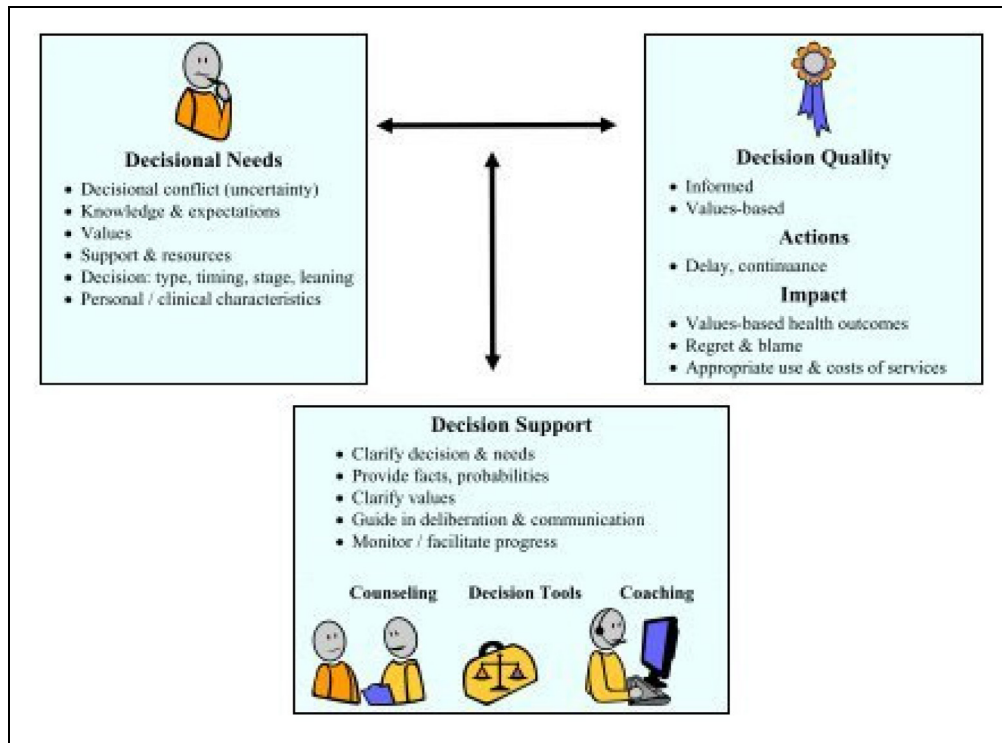 Decisional Needs
• Decisional conflict (uncertainty)
• Knowledge & expectations
• Values
• Support & resources
• Decision: type, timing, stage, leaning
• Personal / clinical characteristics
Decision Quality
• Informed
• Values-based
Actions
• Delay, continuance
Impact
• Values-based health outcomes
• Regret & blame
• Appropriate use & costs of services
Decision Support
• Clarify decision & needs
• Provide facts, probabilities
• Clarify values
• Guide in deliberation & communication
• Monitor / facilitate progress
Counseling Decision Tools Coaching